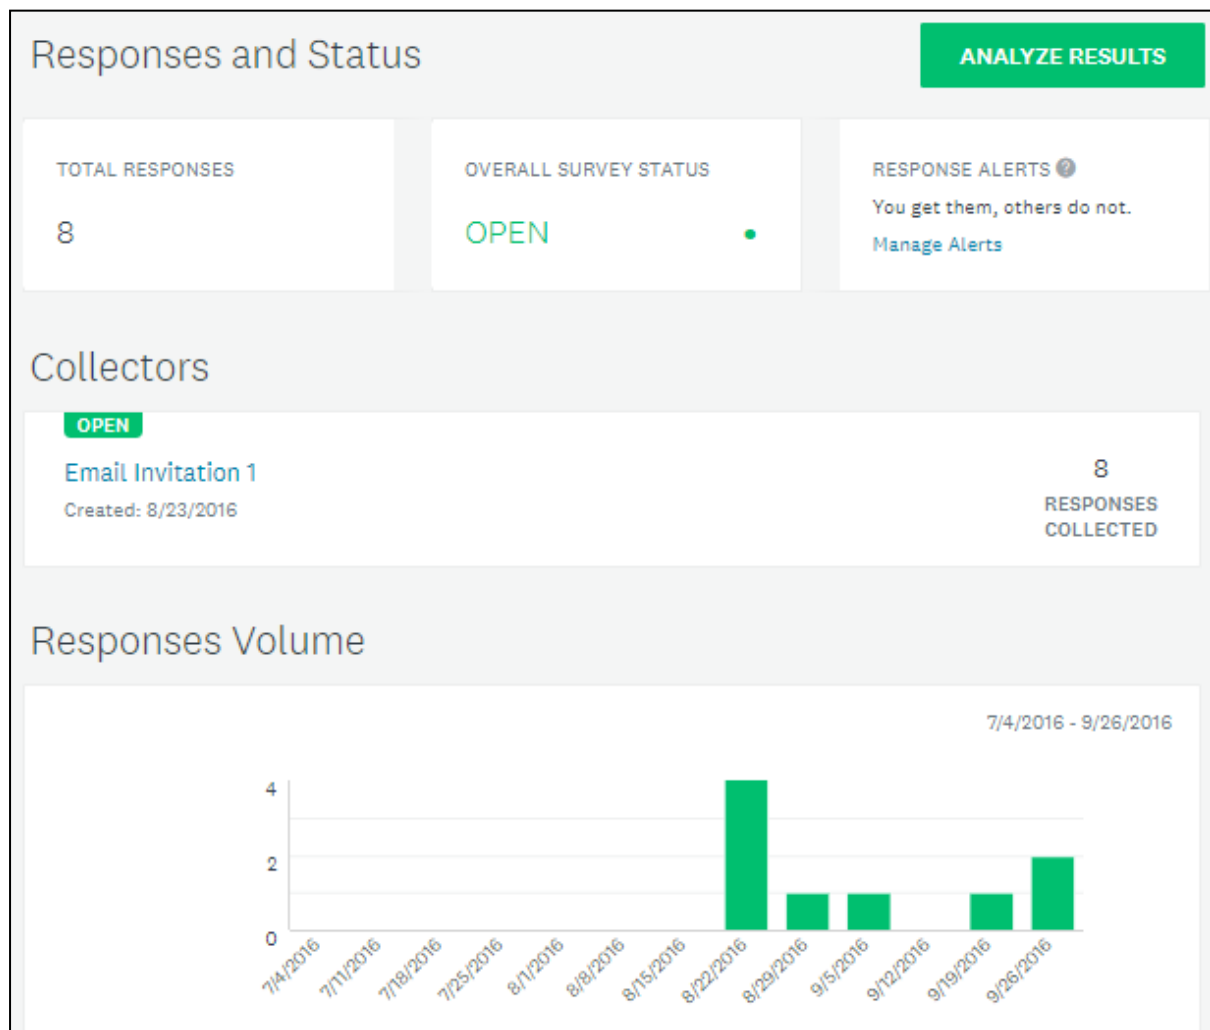 Responses and Status
ANALYZE RESULTS
TOTAL RESPONSES
8
OVERALL SURVEY STATUS
OPEN
RESPONSE ALERTS ?
You get them, others do not.
Manage Alerts
Collectors
OPEN
Email Invitation 1
Created: 8/23/2016
8
RESPONSES
COLLECTED
Responses Volume
7/4/2016 - 9/26/2016
4
2
0
7/4/2016
7/11/2016
7/18/2016
7/25/2016
8/1/2016
8/8/2016
8/15/2016
8/22/2016
8/29/2016
9/5/2016
9/12/2016
9/19/2016
9/26/2016